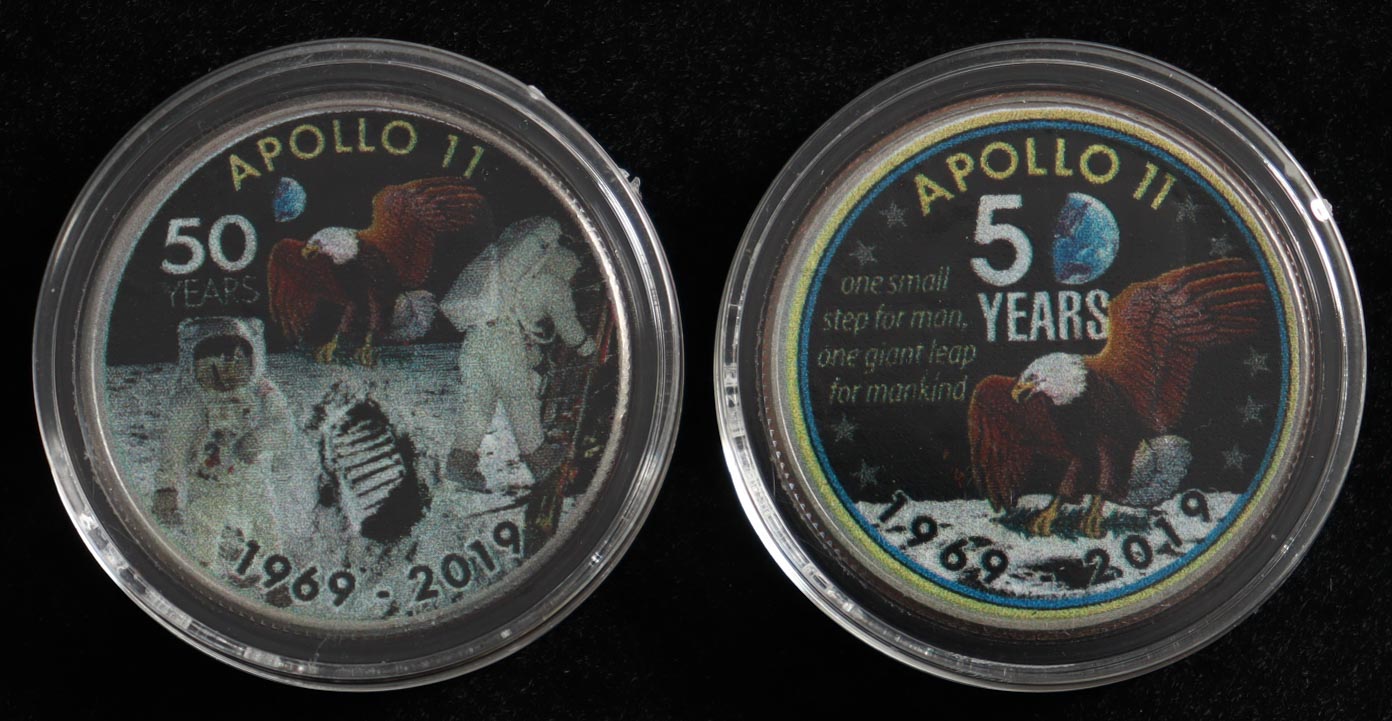 APOLLO 11
50
YEARS
1969 - 2019
APOLLO 11
50
YEARS
one small
step for man,
one giant leap
for mankind
1969 - 2019